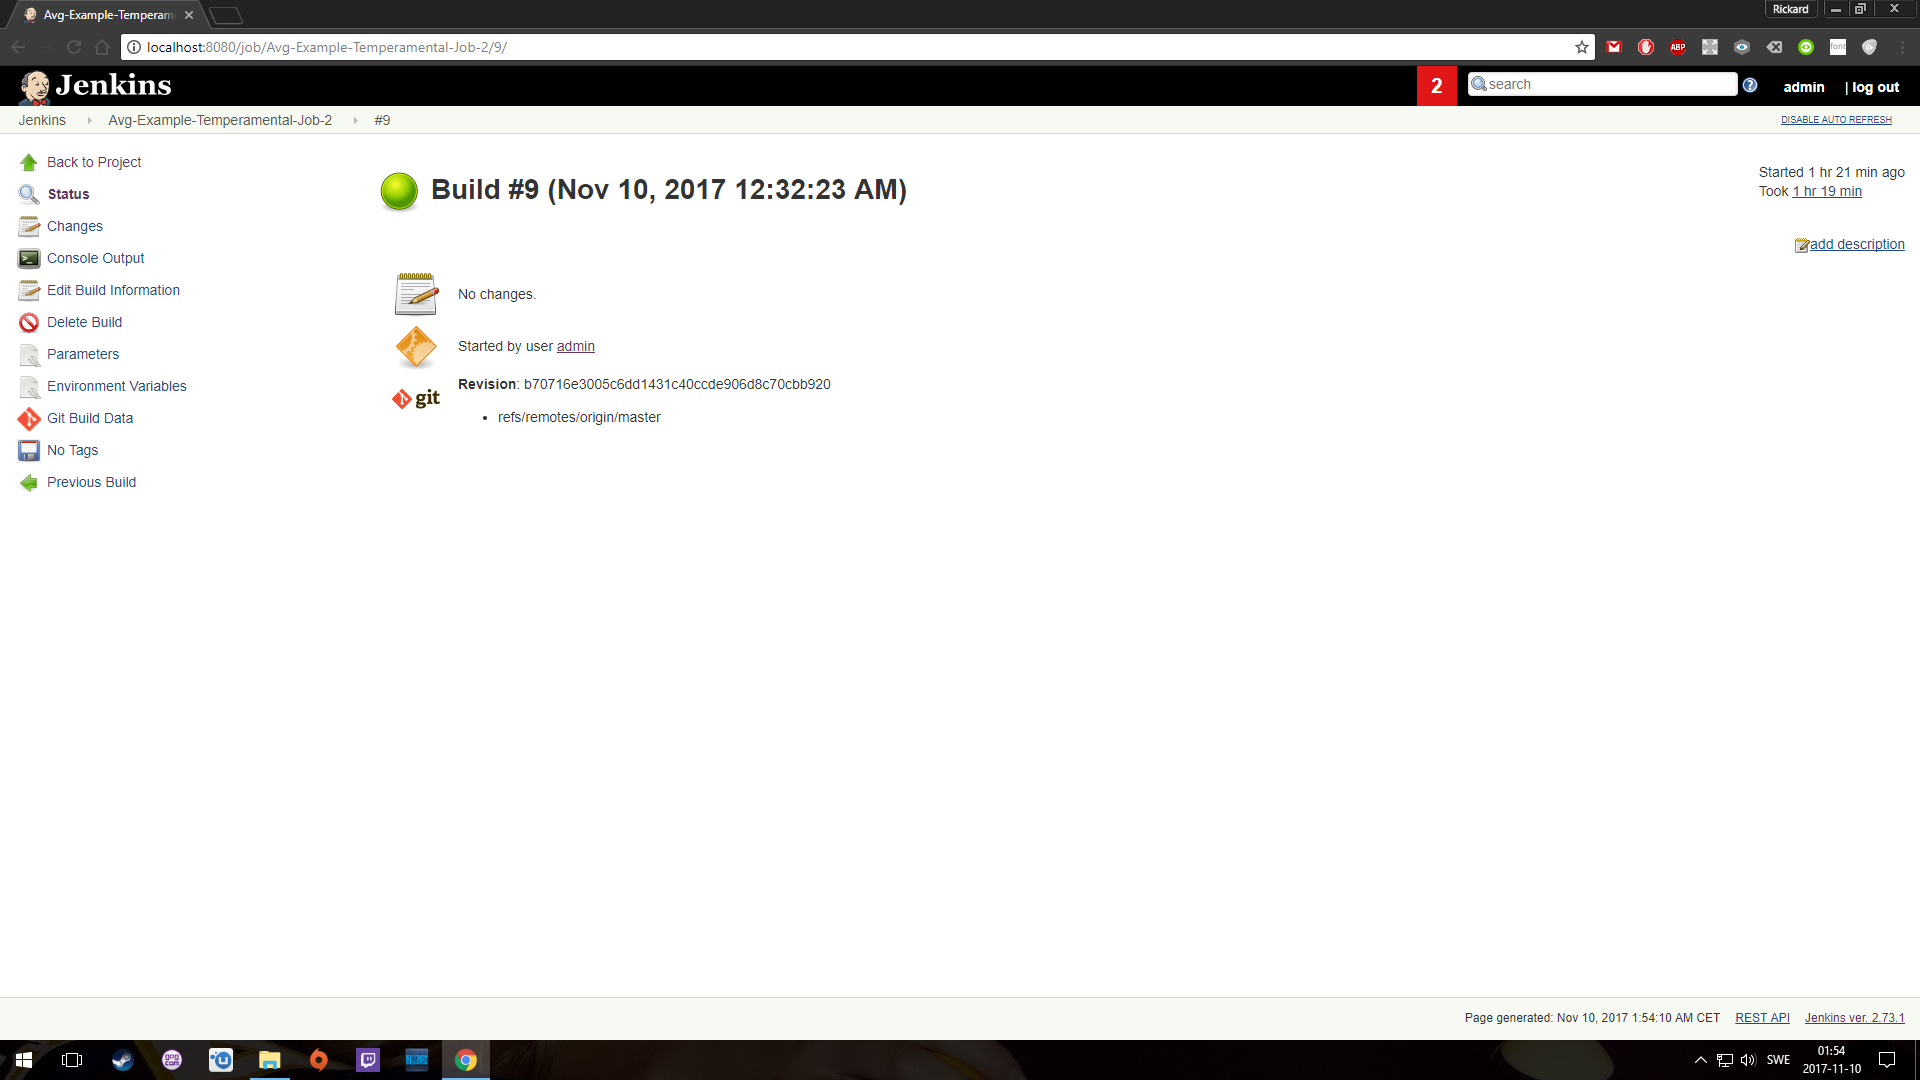 Avg-Example-Temperam
Rickard
localhost:8080/job/Avg-Example-Temperamental-Job-2/9/
ABP
font
Jenkins
2
search
admin
| log out
Jenkins
Avg-Example-Temperamental-Job-2
#9
DISABLE AUTO REFRESH
Back to Project
Status
Changes
Console Output
Edit Build Information
Delete Build
Parameters
Environment Variables
Git Build Data
No Tags
Previous Build
Build #9 (Nov 10, 2017 12:32:23 AM)
Started 1 hr 21 min ago
Took 1 hr 19 min
add description
No changes.
Started by user admin
git
Revision: b70716e3005c6dd1431c40ccde906d8c70cbb920
• refs/remotes/origin/master
Page generated: Nov 10, 2017 1:54:10 AM CET
REST API
Jenkins ver. 2.73.1
gog
com
SWE
01:54
2017-11-10